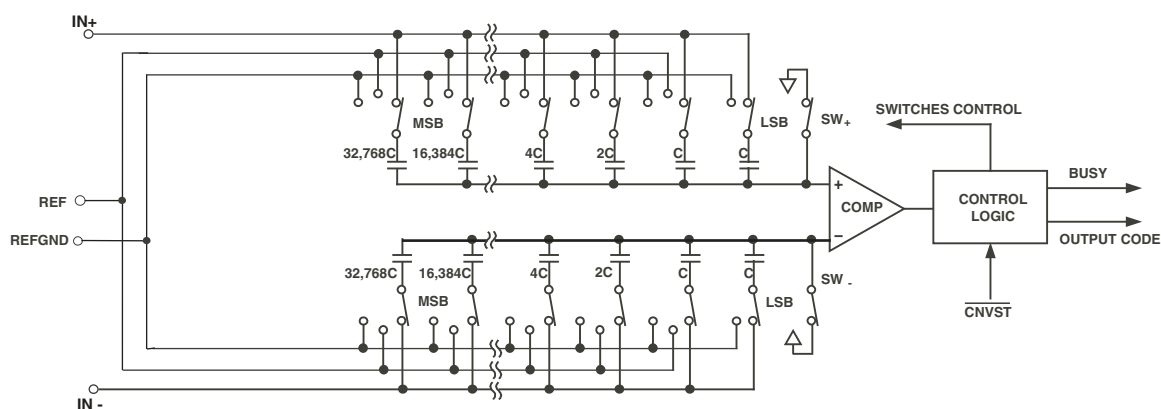 IN+
MSB
LSB
SW+
SWITCHES CONTROL
32,768C
16,384C
4C
2C
C
C
BUSY
REF
+
COMP
CONTROL
LOGIC
REFGND
−
OUTPUT CODE
32,768C
16,384C
4C
2C
C
C
SW -
MSB
LSB
CNVST
IN -